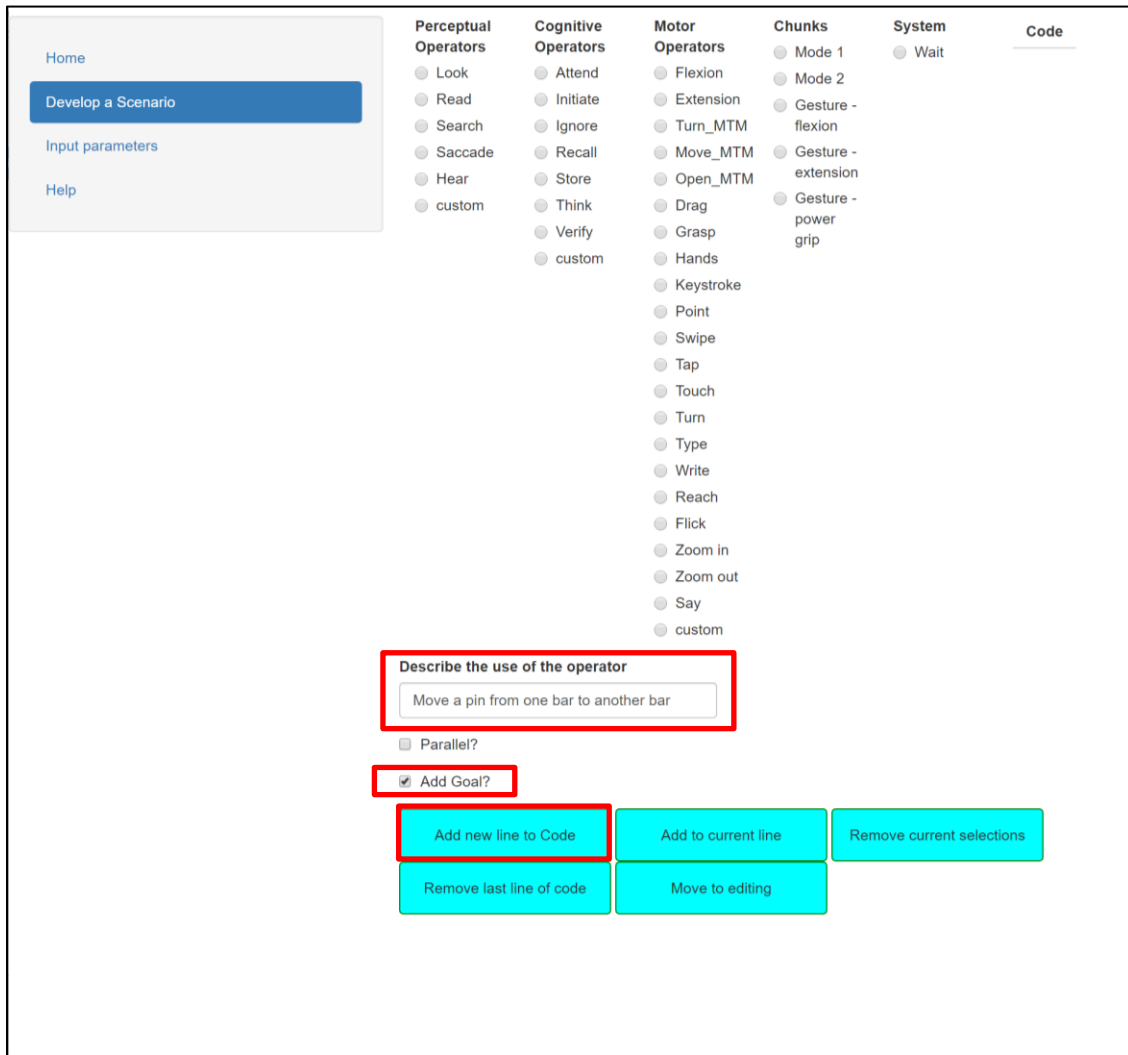 Home
Develop a Scenario
Input parameters
Help
Perceptual
Operators
Look
Read
Search
Saccade
Hear
custom
Cognitive
Operators
Attend
Initiate
Ignore
Recall
Store
Think
Verify
custom
Motor
Operators
Flexion
Extension
Turn_MTM
Move_MTM
Open_MTM
Drag
Grasp
Hands
Keystroke
Point
Swipe
Tap
Touch
Turn
Type
Write
Reach
Flick
Zoom in
Zoom out
Say
custom
Chunks
Mode 1
Mode 2
Gesture -
flexion
Gesture -
extension
Gesture -
power
grip
System
Wait
Code
Describe the use of the operator
Move a pin from one bar to another bar
Parallel?
Add Goal?
Add new line to Code
Add to current line
Remove current selections
Remove last line of code
Move to editing